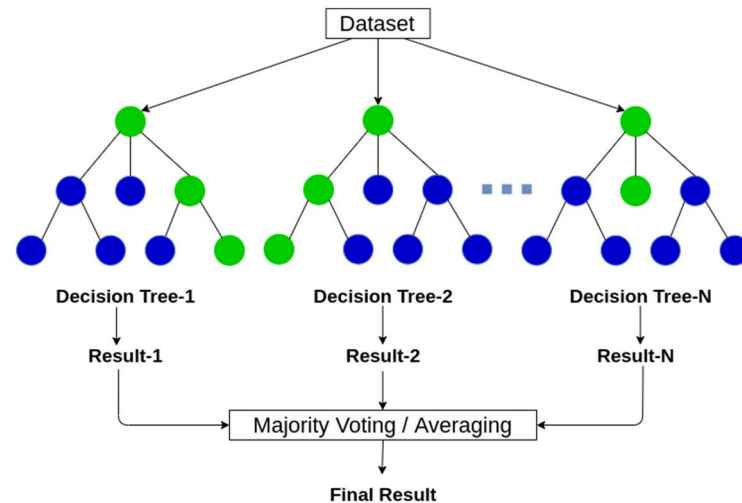 Dataset
Decision Tree-1
Decision Tree-2
Decision Tree-N
Result-1
Result-2
Result-N
Majority Voting / Averaging
Final Result